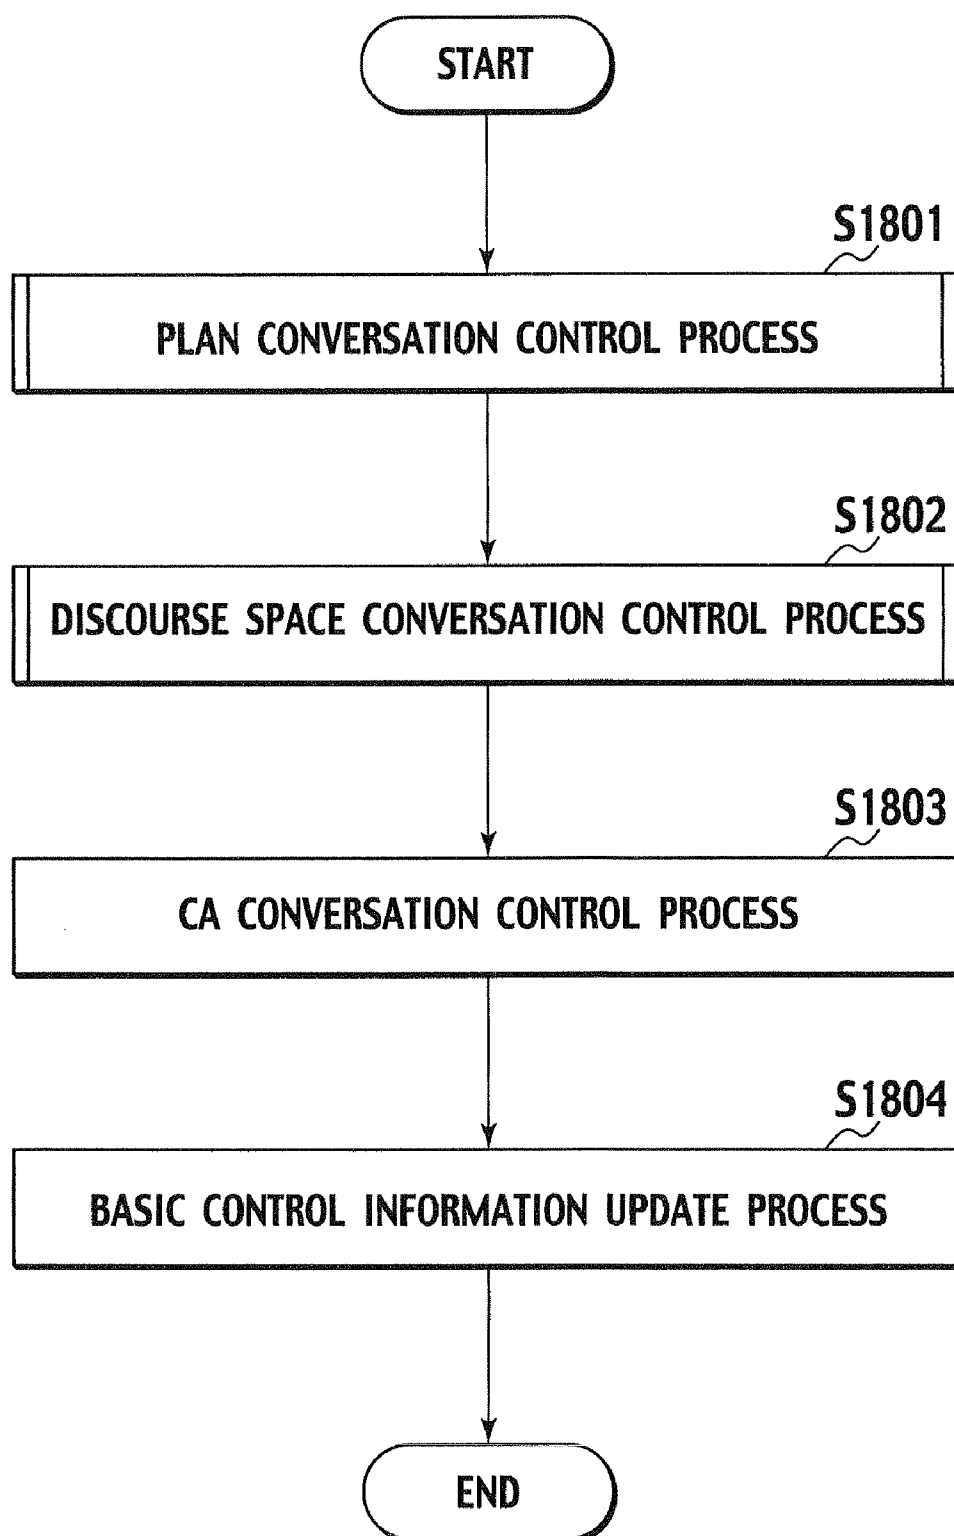 START
S1801
PLAN CONVERSATION CONTROL PROCESS
S1802
DISCOURSE SPACE CONVERSATION CONTROL PROCESS
S1803
CA CONVERSATION CONTROL PROCESS
S1804
BASIC CONTROL INFORMATION UPDATE PROCESS
END